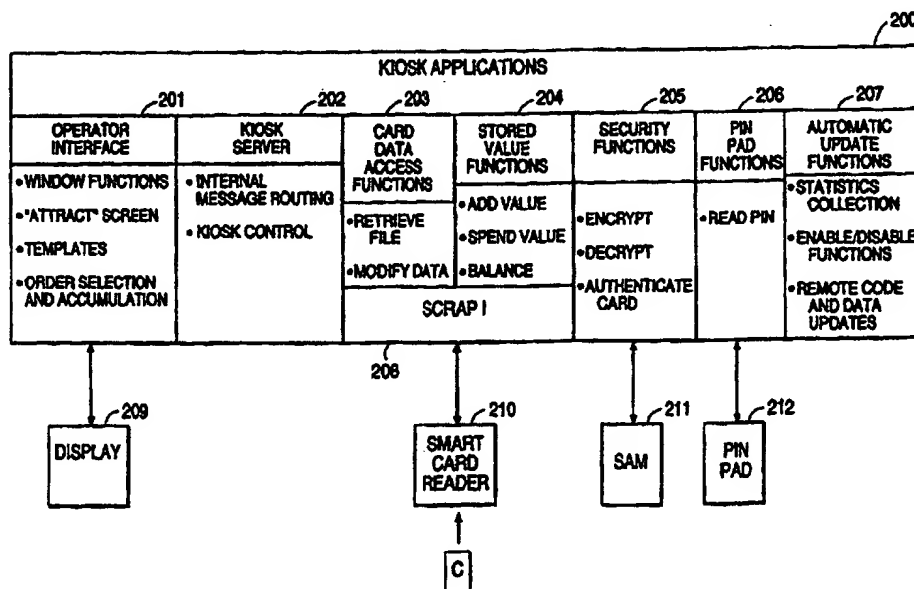 200
KIOSK APPLICATIONS
201
202
203
204
205
206
207
OPERATOR
INTERFACE
• WINDOW FUNCTIONS
• "ATTRACT" SCREEN
• TEMPLATES
• ORDER SELECTION
AND ACCUMULATION
KIOSK
SERVER
• INTERNAL
MESSAGE ROUTING
• KIOSK CONTROL
CARD
DATA
ACCESS
FUNCTIONS
• RETRIEVE
FILE
• MODIFY DATA
STORED
VALUE
FUNCTIONS
• ADD VALUE
• SPEND VALUE
• BALANCE
SCRAP I
SECURITY
FUNCTIONS
• ENCRYPT
• DECRYPT
• AUTHENTICATE
CARD
PIN
PAD
FUNCTIONS
• READ PIN
AUTOMATIC
UPDATE
FUNCTIONS
• STATISTICS
COLLECTION
• ENABLE/DISABLE
FUNCTIONS
• REMOTE CODE
AND DATA
UPDATES
206
209
DISPLAY
210
SMART
CARD
READER
211
SAM
212
PIN
PAD
C